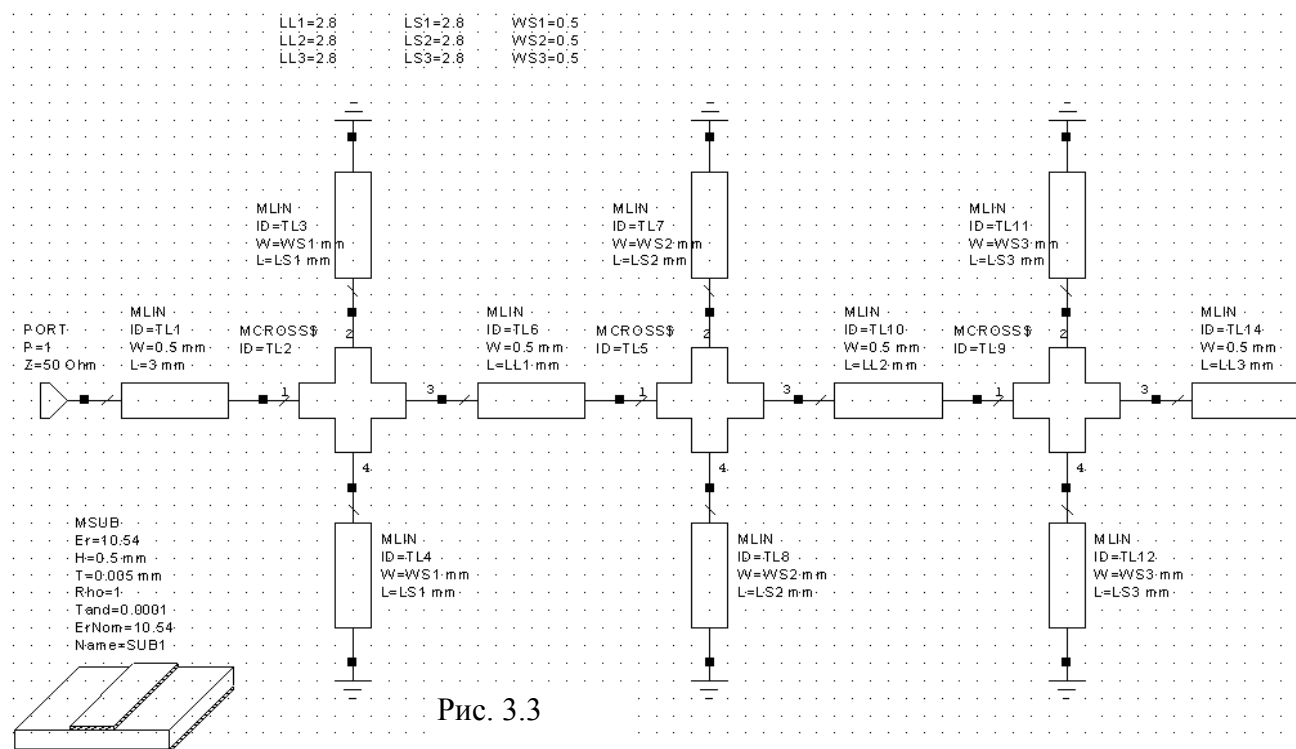 LL1=2.8 LS1=2.8 WS1=0.5
LL2=2.8 LS2=2.8 WS2=0.5
LL3=2.8 LS3=2.8 WS3=0.5
MLIN
ID=TL3
W=WS1 mm
L=LS1 mm
MLIN
ID=TL7
W=WS2 mm
L=LS2 mm
MLIN
ID=TL11
W=WS3 mm
L=LS3 mm
PORT
P=1
Z=50 Ohm
MLIN
ID=TL1
W=0.5 mm
L=3 mm
MCROSS$
ID=TL2
2
1
3
4
MLIN
ID=TL6
W=0.5 mm
L=LL1 mm
MCROSS$
ID=TL5
2
1
3
4
MLIN
ID=TL10
W=0.5 mm
L=LL2 mm
MCROSS$
ID=TL9
2
1
3
4
MLIN
ID=TL14
W=0.5 mm
L=LL3 mm
MSUB
Er=10.54
H=0.5 mm
T=0.005 mm
Rho=1
Tand=0.0001
ErNom=10.54
Name=SUB1
MLIN
ID=TL4
W=WS1 mm
L=LS1 mm
MLIN
ID=TL8
W=WS2 mm
L=LS2 mm
MLIN
ID=TL12
W=WS3 mm
L=LS3 mm
Рис. 3.3